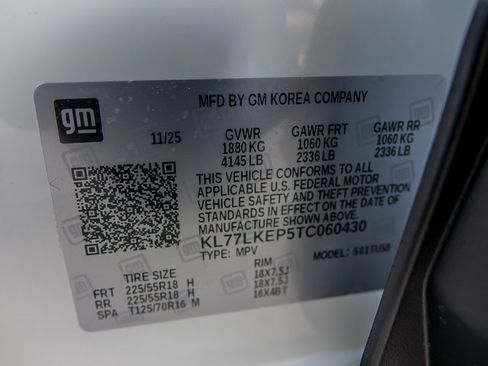 gm
MFD BY GM KOREA COMPANY
11/25 GVWR GAWR FRT GAWR RR
1880 KG 1060 KG 1060 KG
4145 LB 2336 LB 2336 LB
THIS VEHICLE CONFORMS TO ALL
APPLICABLE U.S. FEDERAL MOTOR
VEHICLE SAFETY AND THEFT PREVENTION
STANDARDS IN EFFECT ON THE DATE OF
MANUFACTURE SHOWN ABOVE.
KL77LKEP5TC060430
TYPE: MPV MODEL: 5U1TU58
TIRE SIZE RIM
FRT 225/55R18 H 18X7.5J
RR 225/55R18 H 18X7.5J
SPA T125/70R16 M 16X4BT